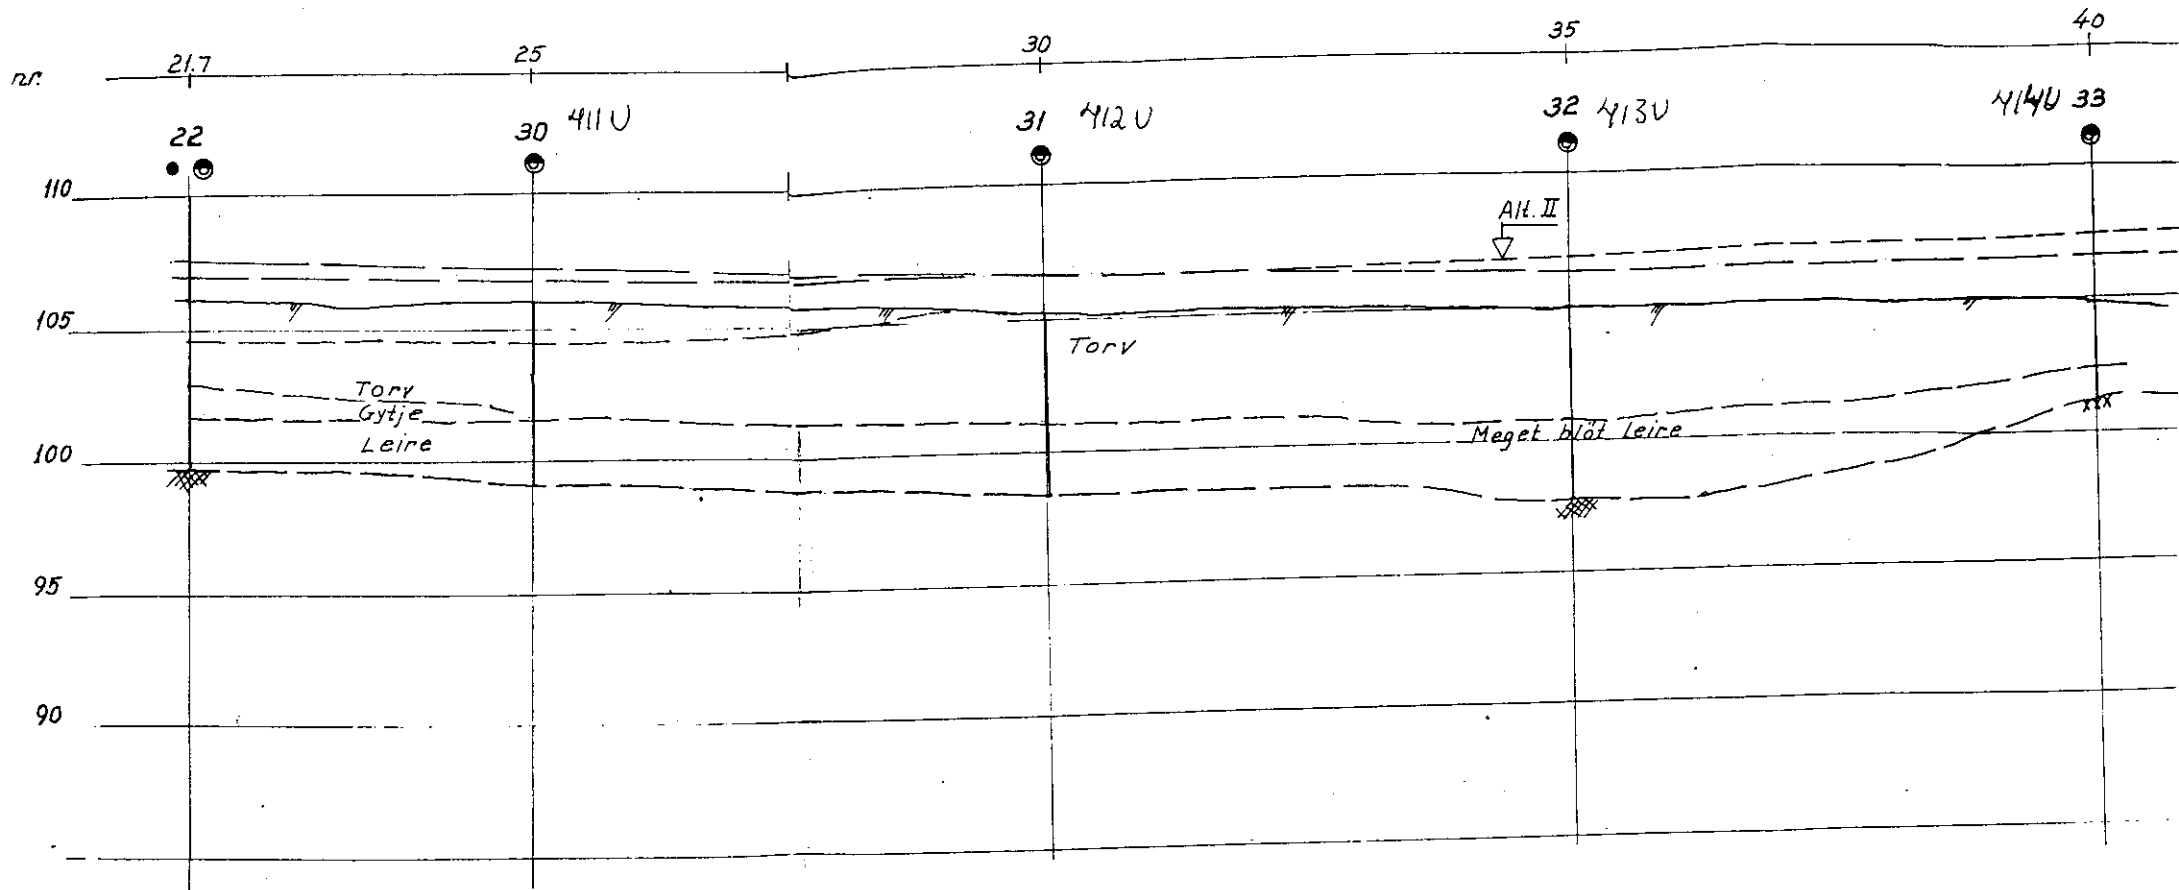 nr. 21.7 25 30 35 40
22 30 411U 31 412U 32 413U 414U 33
110
Alt. II
105
Torv
Torv
Gytje
Leire
Meget blöt leire
100
95
90